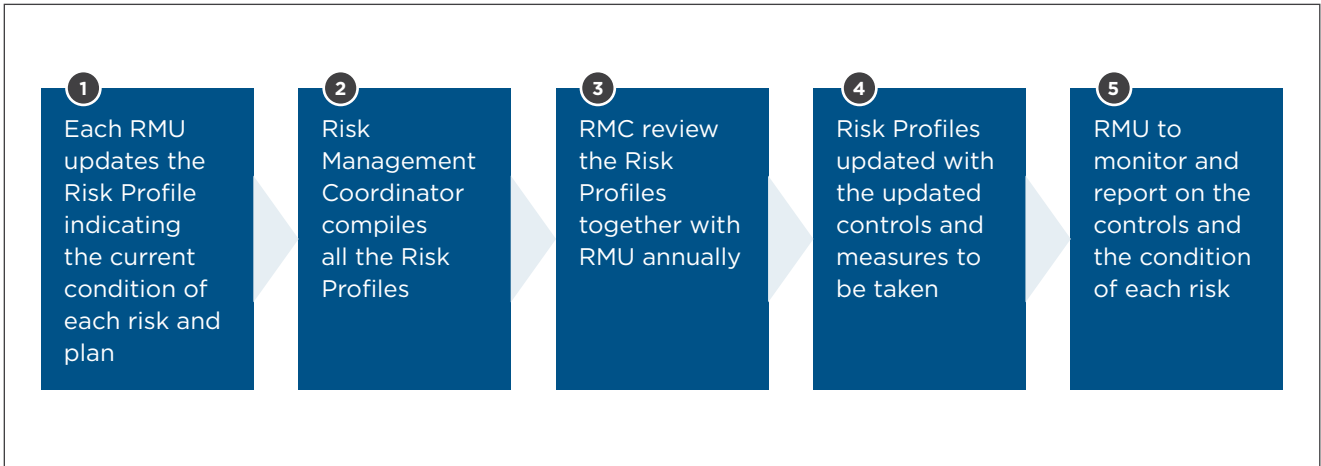 1
Each RMU
updates the
Risk Profile
indicating
the current
condition of
each risk and
plan
2
Risk
Management
Coordinator
compiles
all the Risk
Profiles
3
RMC review
the Risk
Profiles
together with
RMU annually
4
Risk Profiles
updated with
the updated
controls and
measures to
be taken
5
RMU to
monitor and
report on the
controls and
the condition
of each risk